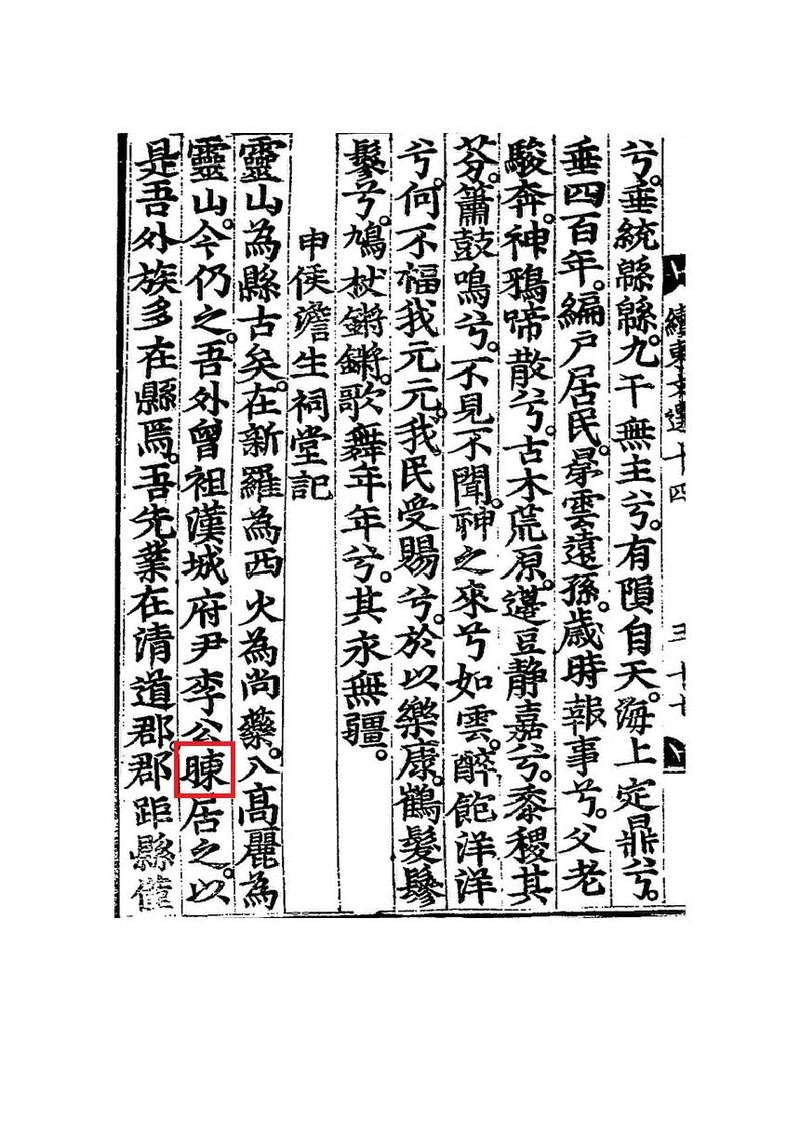 續東文選十四 三十七
兮。垂統緜緜。九干無主兮。有隕自天。海上定鼎兮。
垂四百年。編戶居民。晜雲遠孫。歲時報事兮。父老
駿奔。神鴉啼散兮。古木荒原。籩豆靜嘉兮。黍稷其
芬。簫鼓鳴兮。不見不聞。神之來兮如雲。醉飽洋洋
兮。何不福我元元。我民受賜兮。於以樂康。鶴髮鬖
鬖兮。鳩杖鏘鏘。歌舞年年兮。其永無疆。
申侯澹生祠堂記
靈山為縣古矣。在新羅為西火為尚藥。入高麗為
靈山。今仍之。吾外曾祖漢城府尹李公暕居之。以
是吾外族多在縣焉。吾先業在清道郡。郡距縣僅